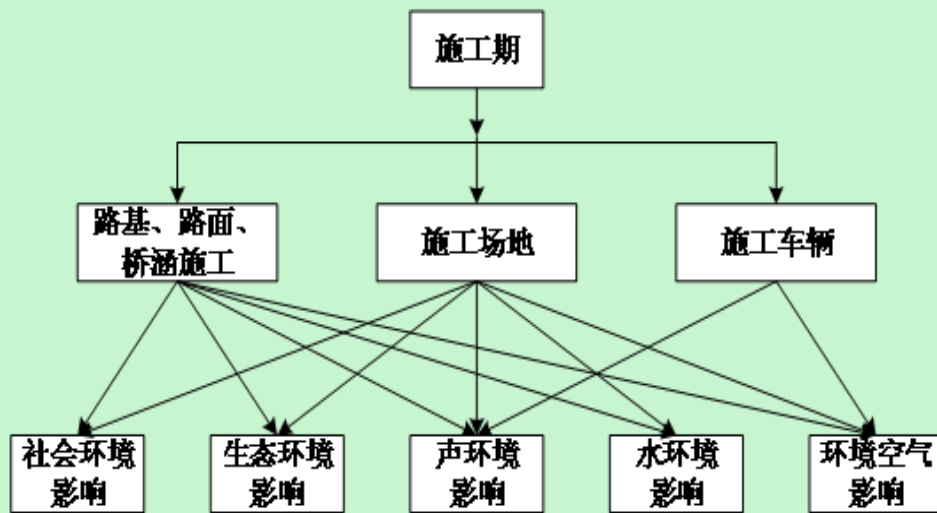 施工期
路基、路面、
桥涵施工
施工场地
施工车辆
社会环境
影响
生态环境
影响
声环境
影响
水环境
影响
环境空气
影响